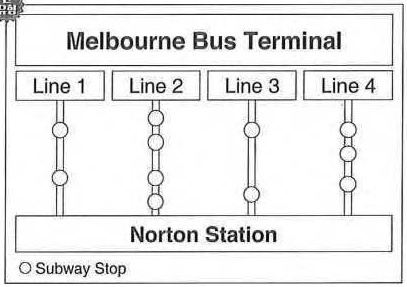 Melbourne Bus Terminal
Line 1 Line 2 Line 3 Line 4
Norton Station
Subway Stop